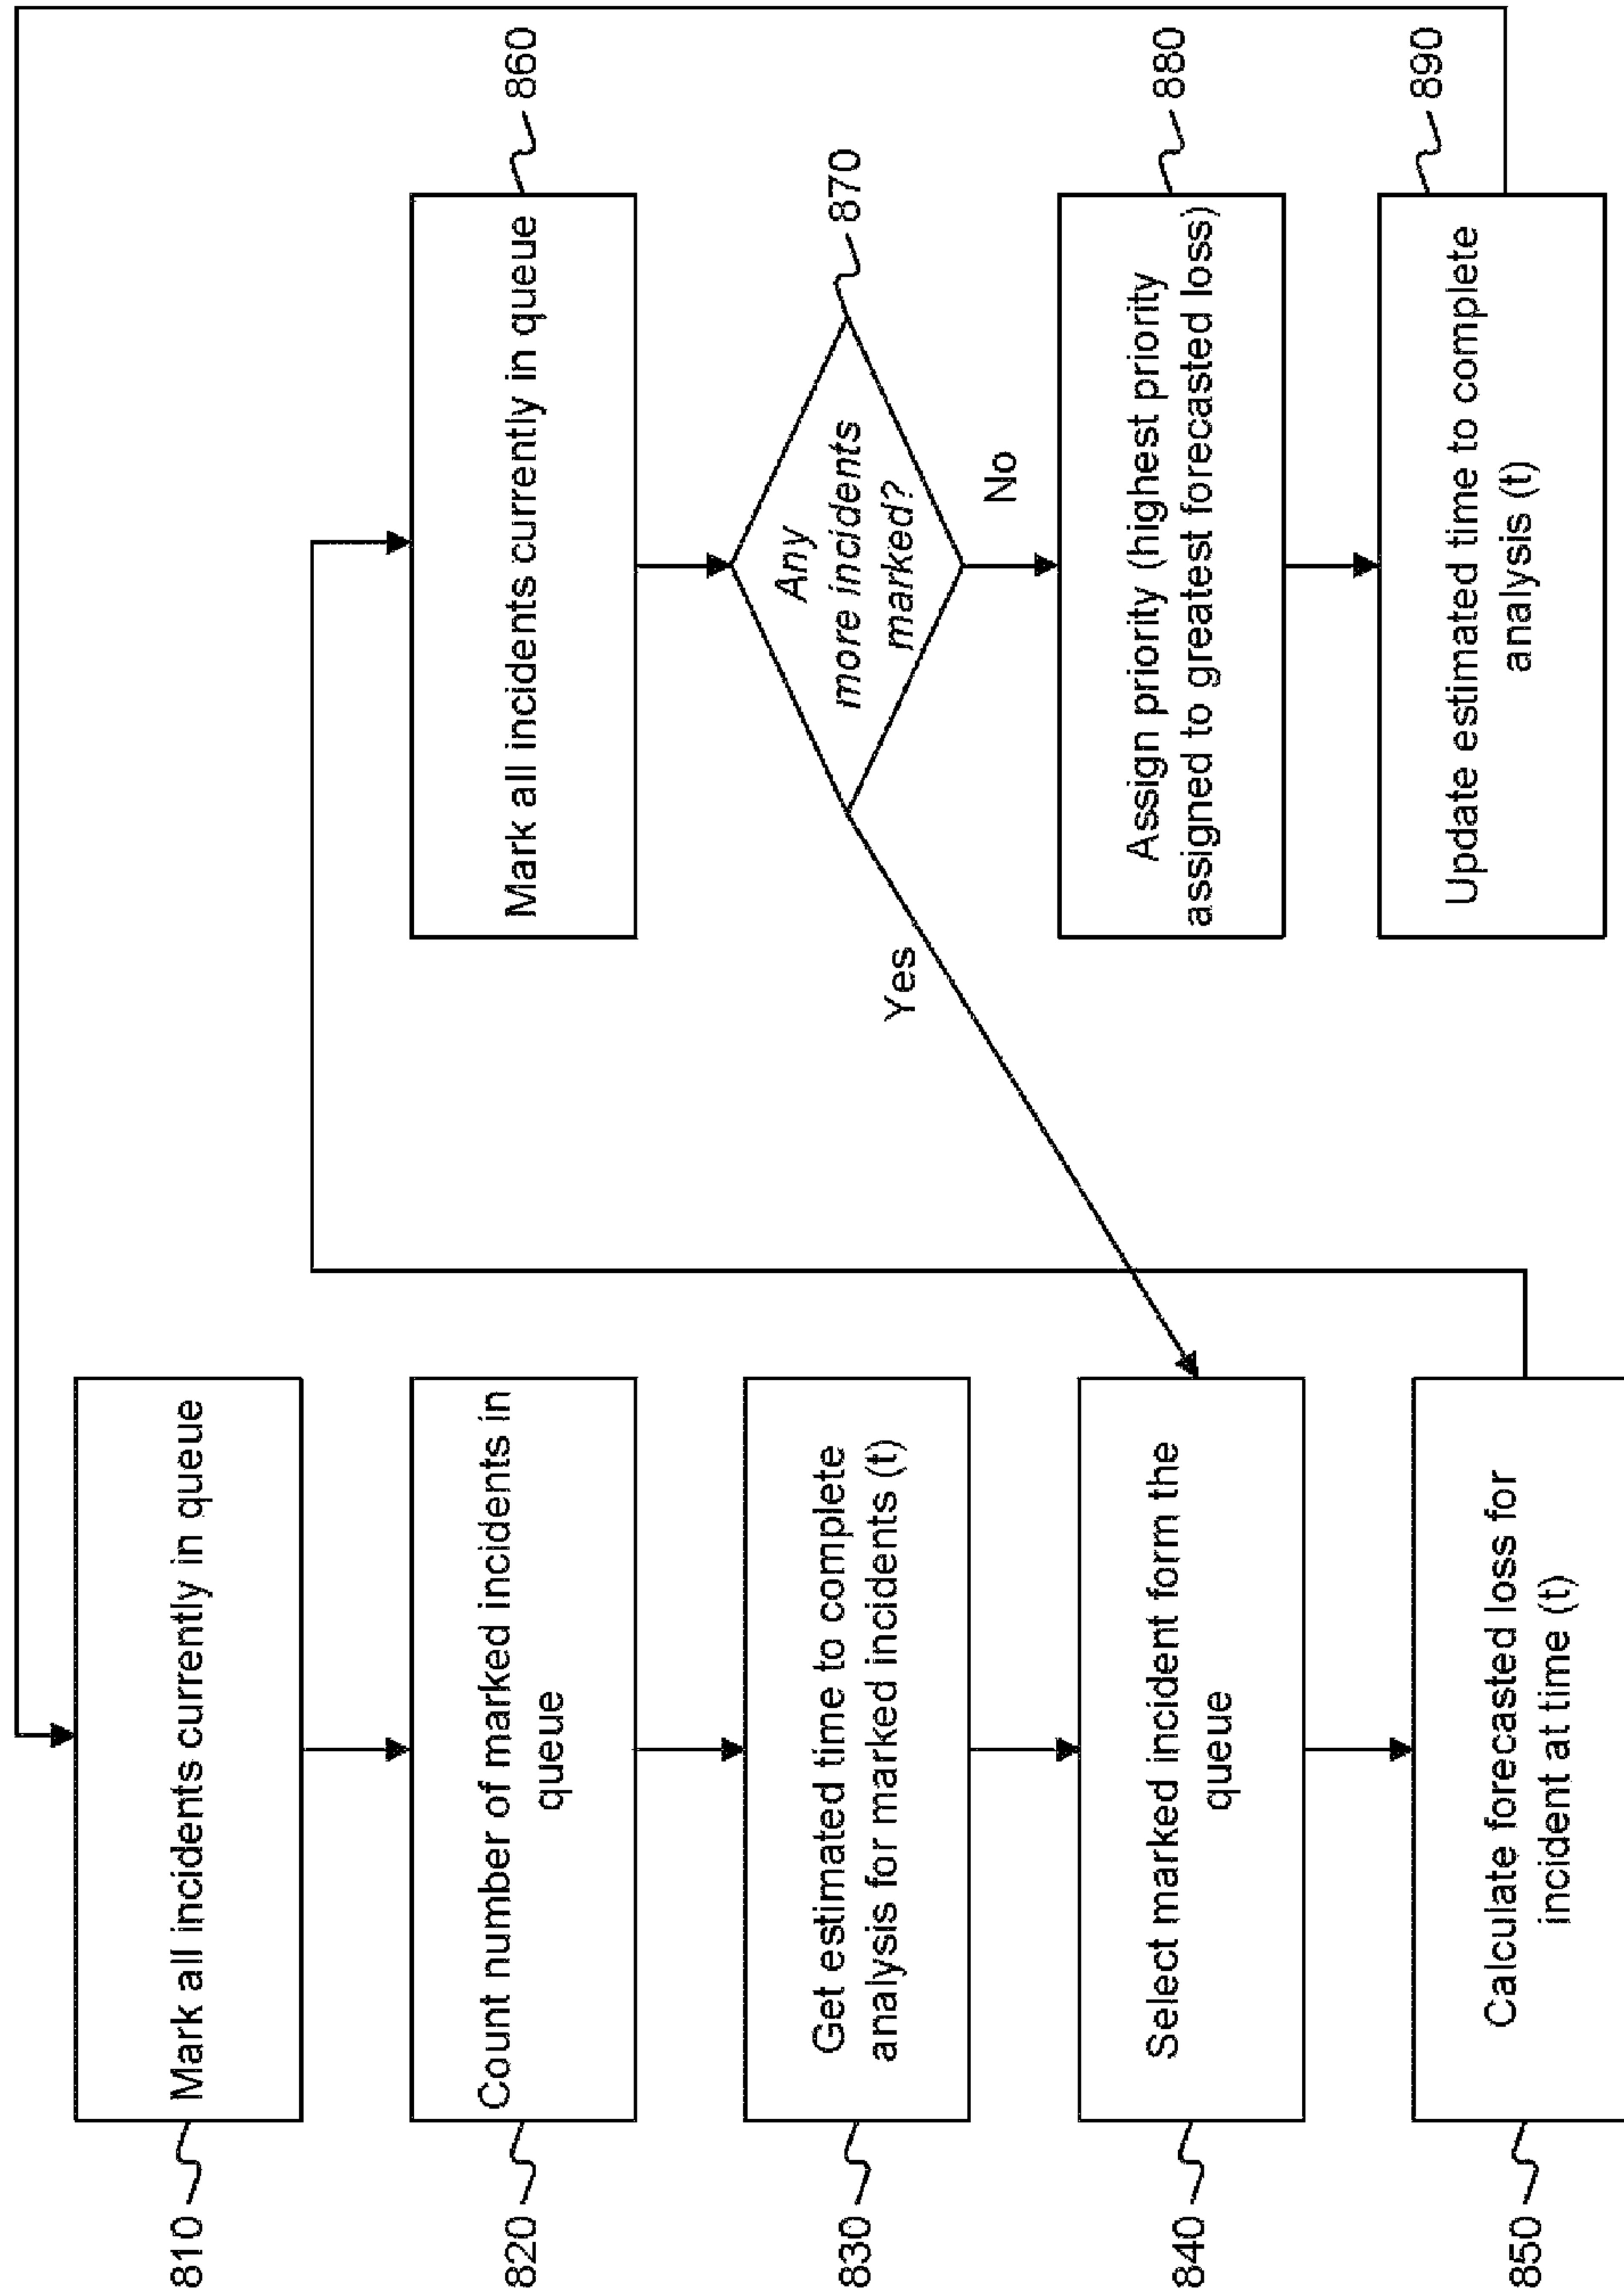 810
Mark all incidents currently in queue
820
Count number of marked incidents in
queue
830
Get estimated time to complete
analysis for marked incidents (t)
840
Select marked incident form the
queue
850
Calculate forecasted loss for
incident at time (t)
Mark all incidents currently in queue
860
Any
more incidents
marked?
870
Yes
No
Assign priority (highest priority
assigned to greatest forecasted loss)
880
Update estimated time to complete
analysis (t)
890